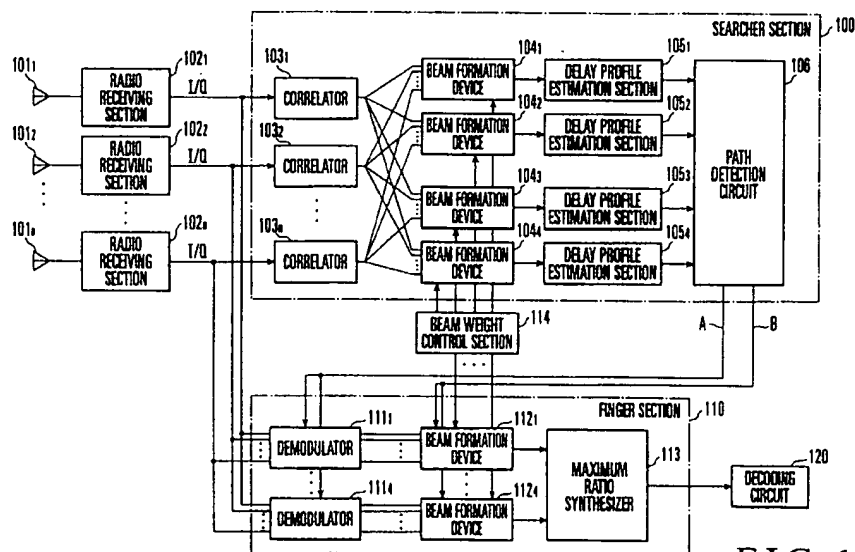 SEARCHER SECTION
100
101₁
RADIO
RECEIVING
SECTION
102₁
I/Q
103₁
CORRELATOR
104₁
BEAM FORMATION
DEVICE
105₁
DELAY PROFILE
ESTIMATION SECTION
106
PATH
DETECTION
CIRCUIT
101₂
RADIO
RECEIVING
SECTION
102₂
I/Q
103₂
CORRELATOR
104₂
BEAM FORMATION
DEVICE
105₂
DELAY PROFILE
ESTIMATION SECTION
104₃
BEAM FORMATION
DEVICE
105₃
DELAY PROFILE
ESTIMATION SECTION
RADIO
RECEIVING
SECTION
I/Q
CORRELATOR
104₄
BEAM FORMATION
DEVICE
105₄
DELAY PROFILE
ESTIMATION SECTION
BEAM WEIGHT
CONTROL SECTION
114
A
B
FINGER SECTION
110
111₁
DEMODULATOR
112₁
BEAM FORMATION
DEVICE
MAXIMUM
RATIO
SYNTHESIZER
113
120
DECODING
CIRCUIT
111₄
DEMODULATOR
112₄
BEAM FORMATION
DEVICE